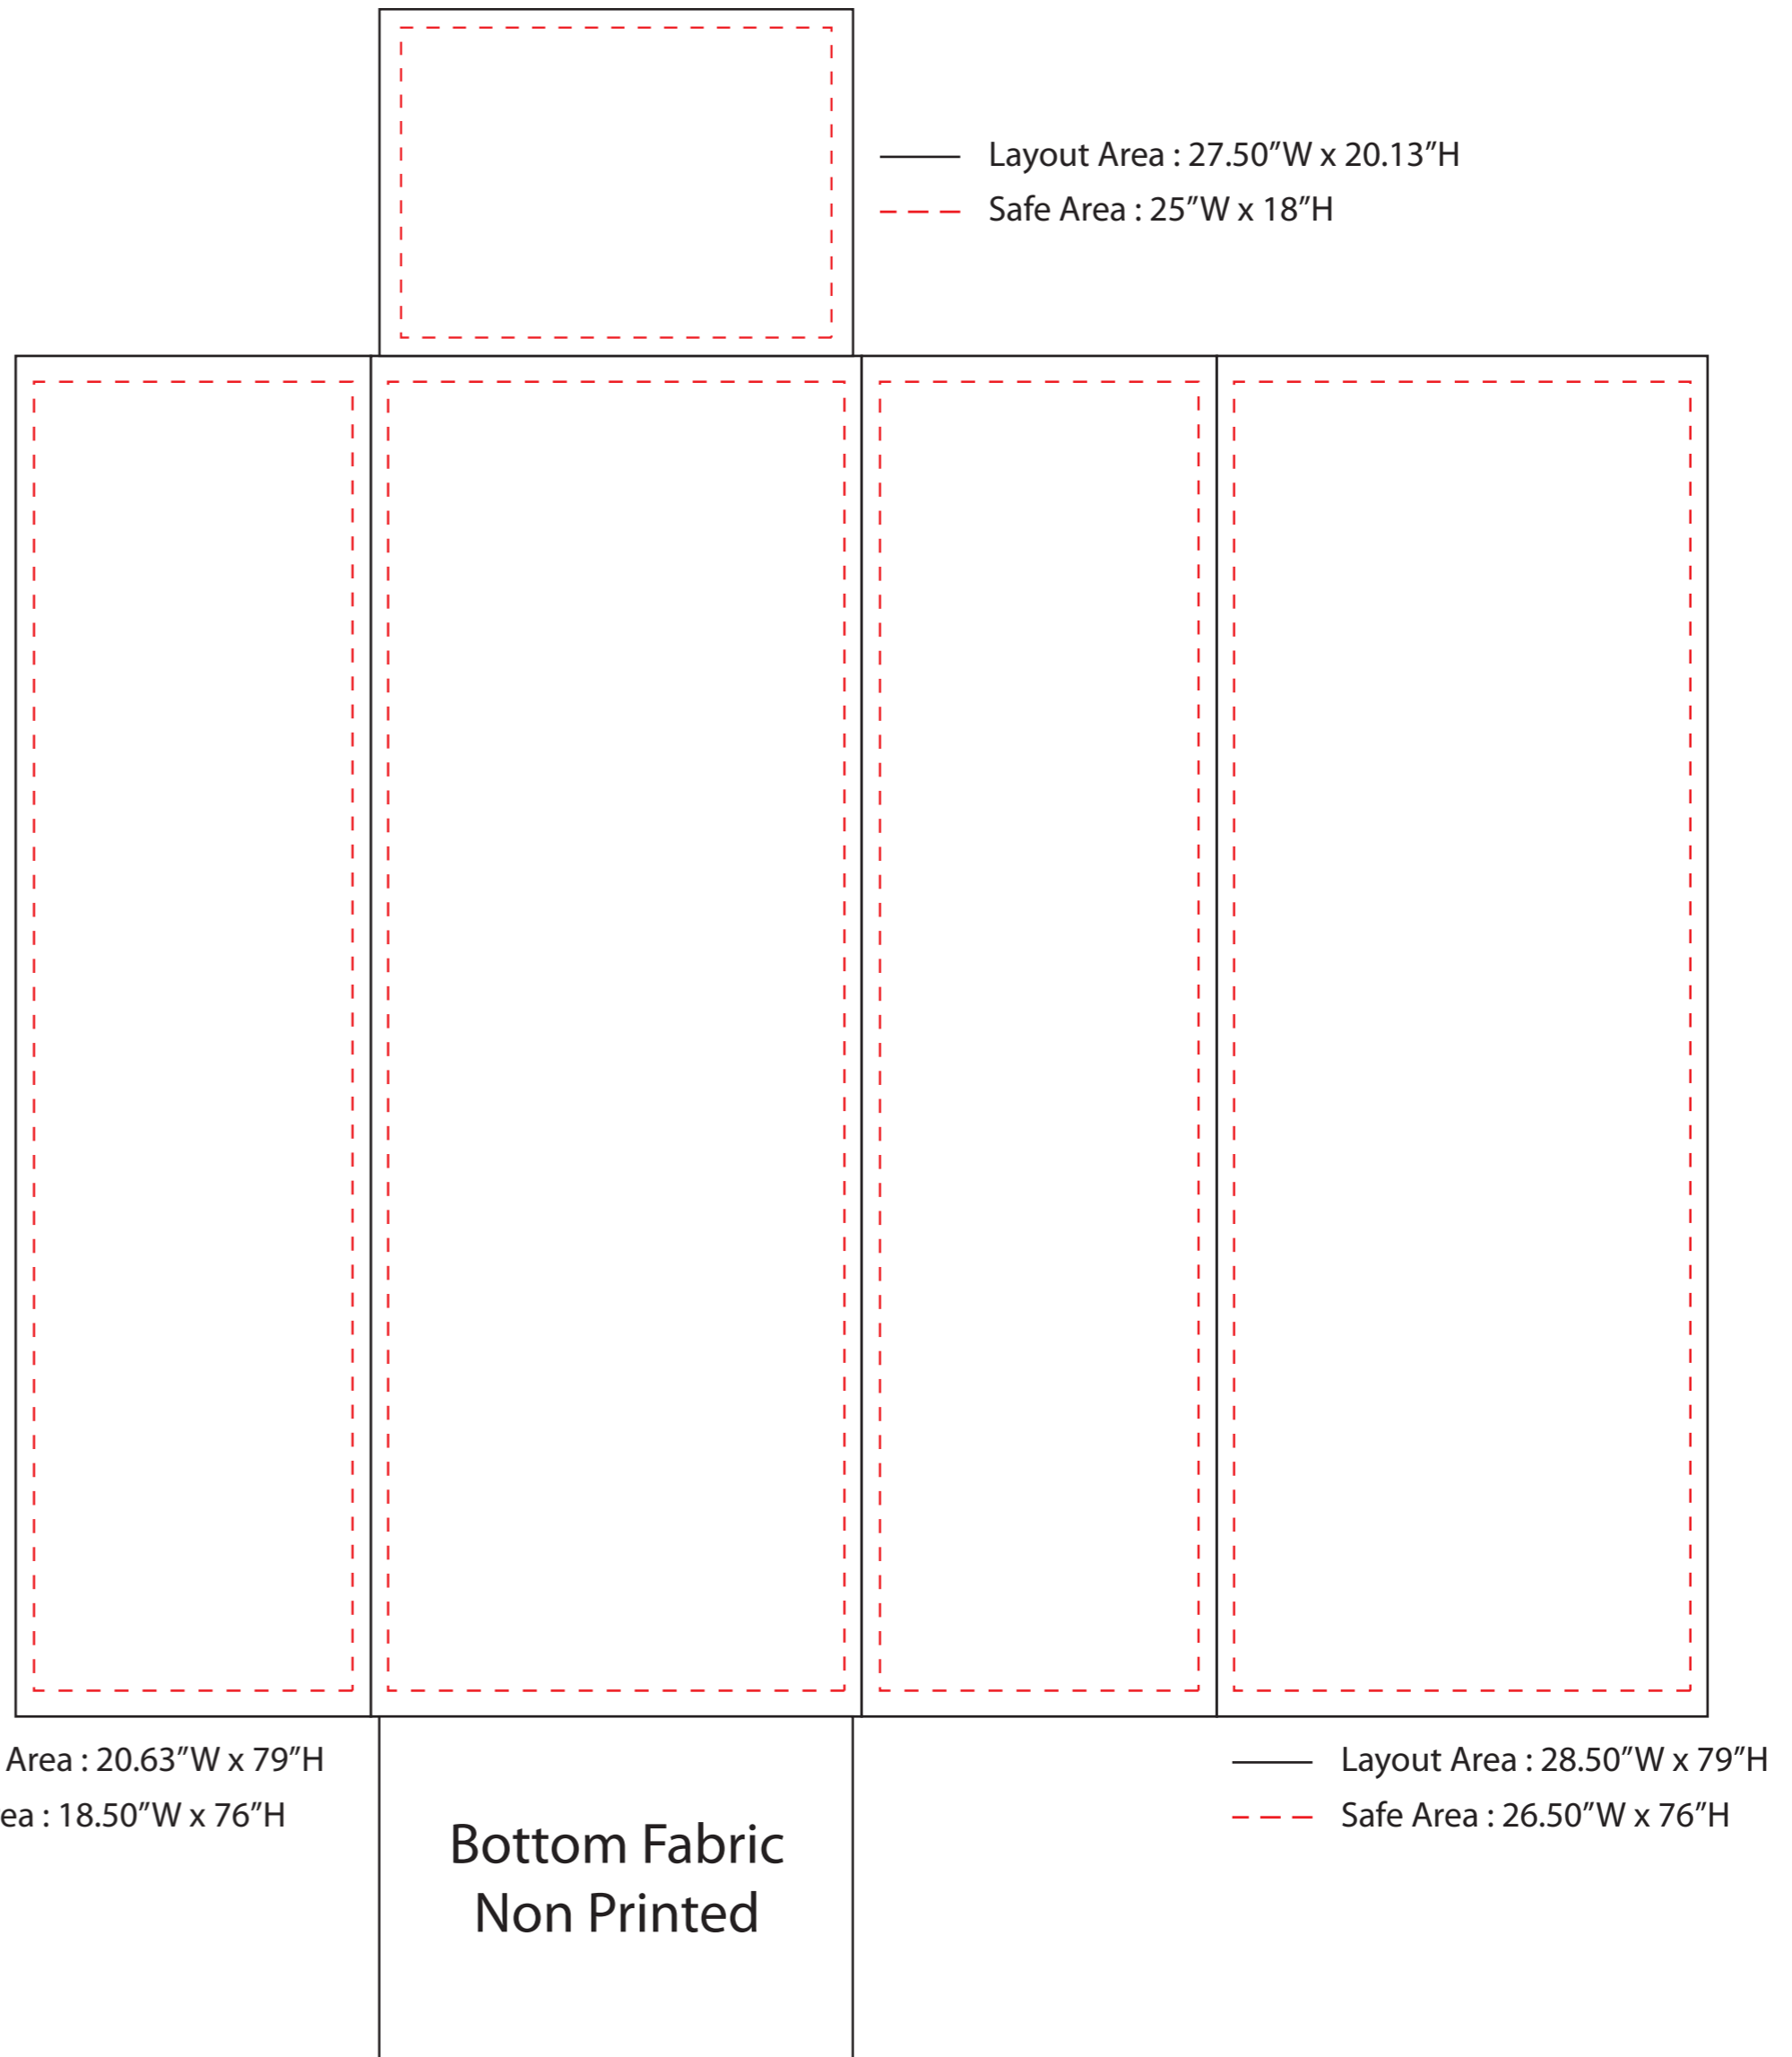 Layout Area : 27.50"W x 20.13"H
Safe Area : 25"W x 18"H
Area : 20.63"W x 79"H
ea : 18.50"W x 76"H
Layout Area : 28.50"W x 79"H
Safe Area : 26.50"W x 76"H
Bottom Fabric
Non Printed